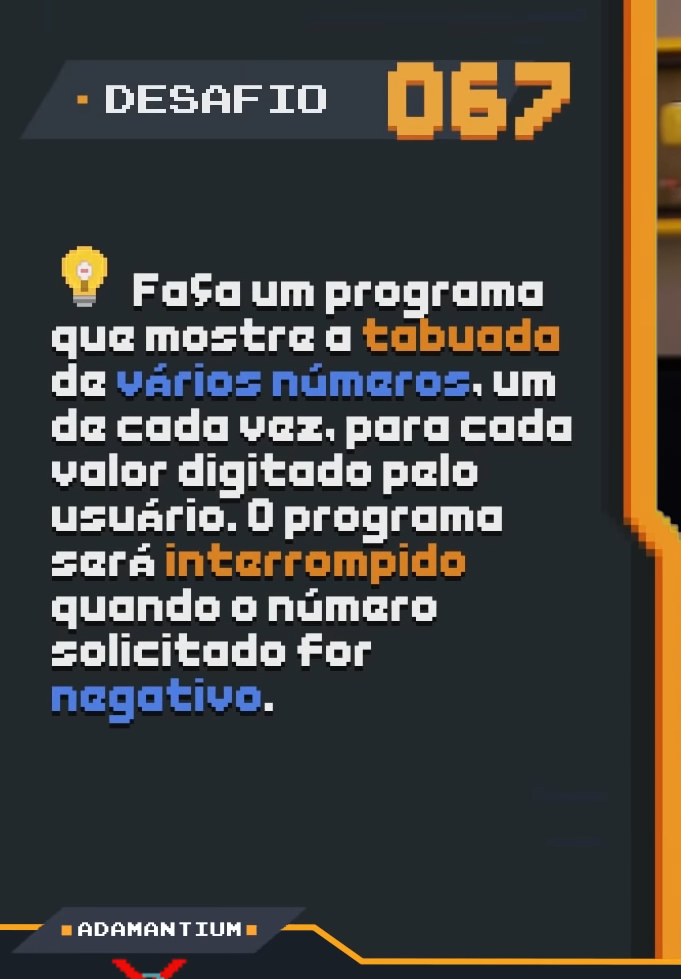 DESAFIO 067
Faça um programa
que mostre a tabuada
de vários números, um
de cada vez, para cada
valor digitado pelo
usuário. O programa
será interrompido
quando o número
solicitado for
negativo.
ADAMANTIUM